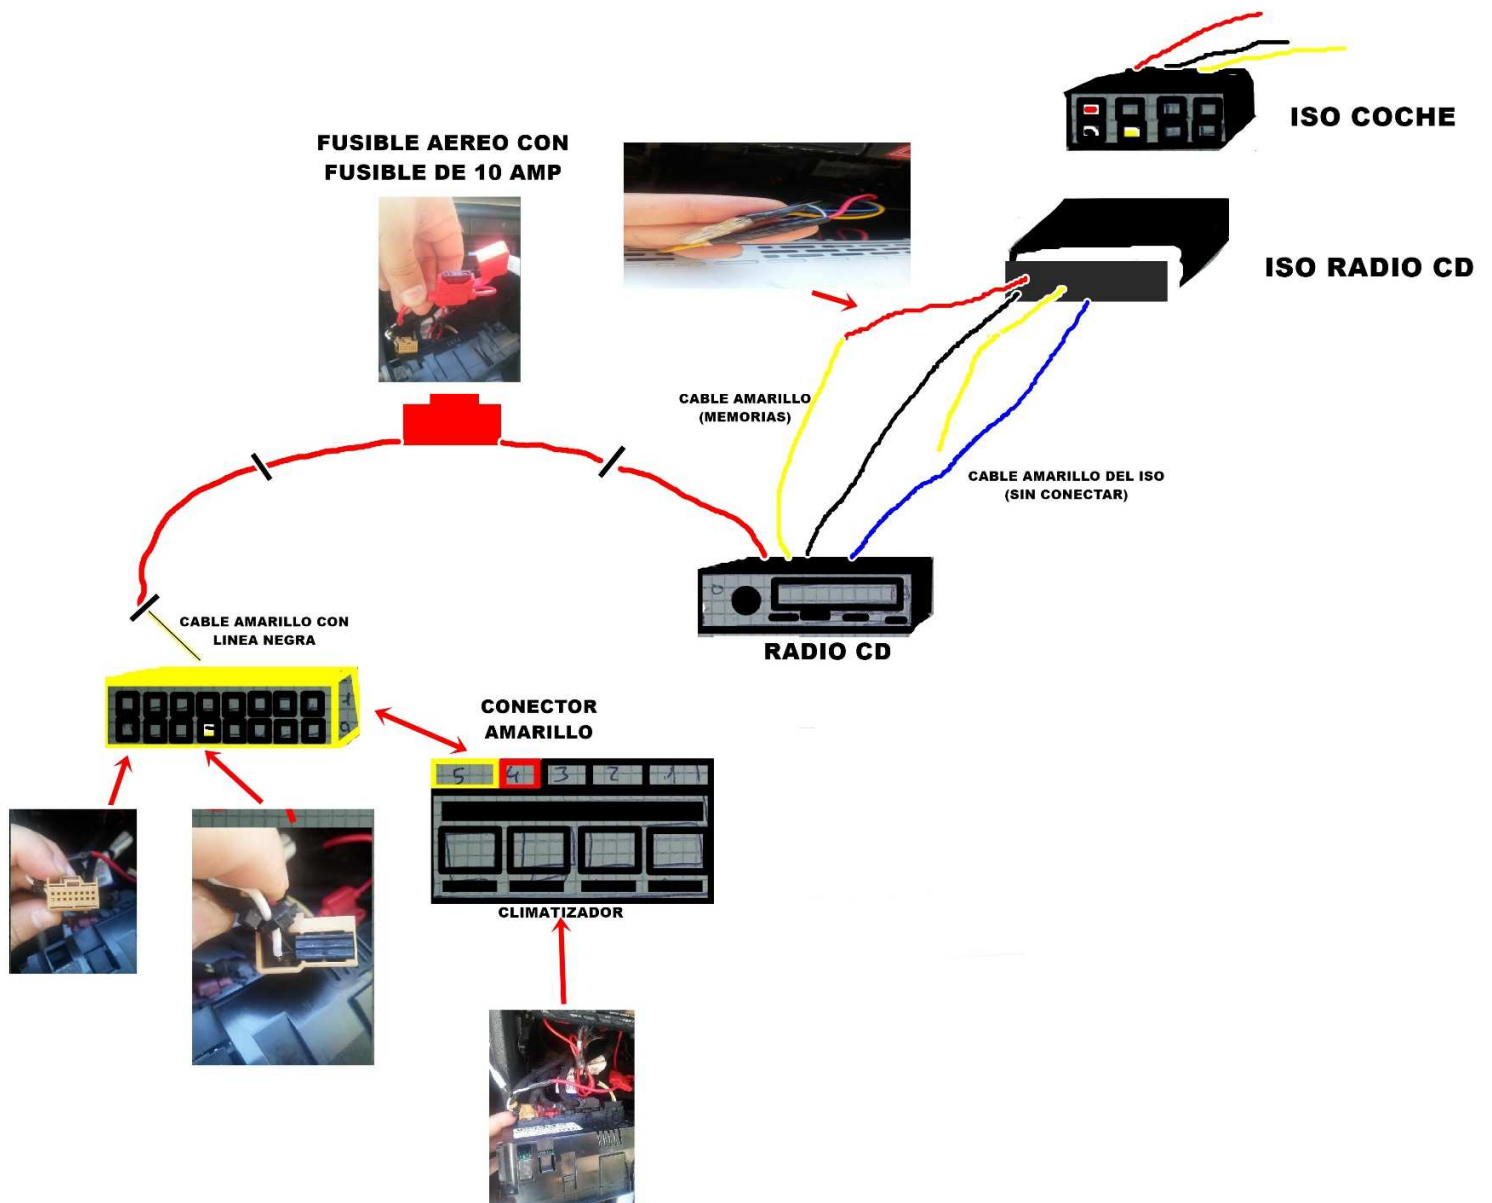 ISO COCHE
FUSIBLE AEREO CON
FUSIBLE DE 10 AMP
ISO RADIO CD
CABLE AMARILLO
(MEMORIAS)
CABLE AMARILLO DEL ISO
(SIN CONECTAR)
CABLE AMARILLO CON
LINEA NEGRA
RADIO CD
CONECTOR
AMARILLO
5 4 3 2 1
CLIMATIZADOR